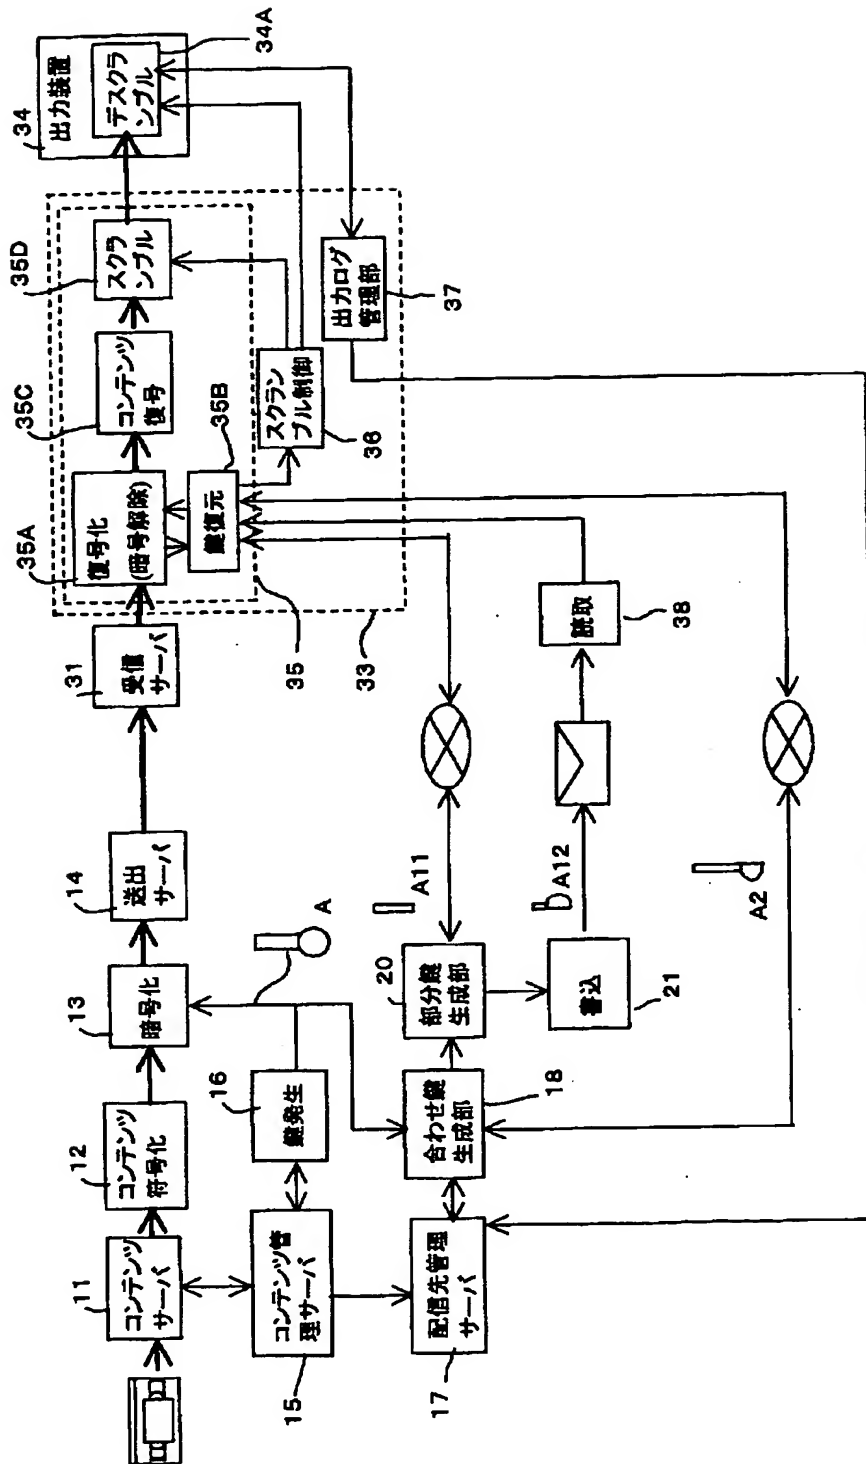 11
コンテンツ
サーバ
12
コンテンツ
符号化
13
暗号化
14
送出
サーバ
31
受信
サーバ
35A
復号化
(暗号解除)
35C
コンテンツ
復号
35D
スクラ
ンブル
34
出力装置
デスクラ
ンブル
34A
35B
鍵復元
スクラン
ブル制御
36
出力ログ
管理部
37
35
33
15
コンテンツ管
理サーバ
16
鍵発生
A
17
配信先管理
サーバ
合わせ鍵
生成部
18
20
部分鍵
生成部
A11
書込
21
A12
読取
38
A2